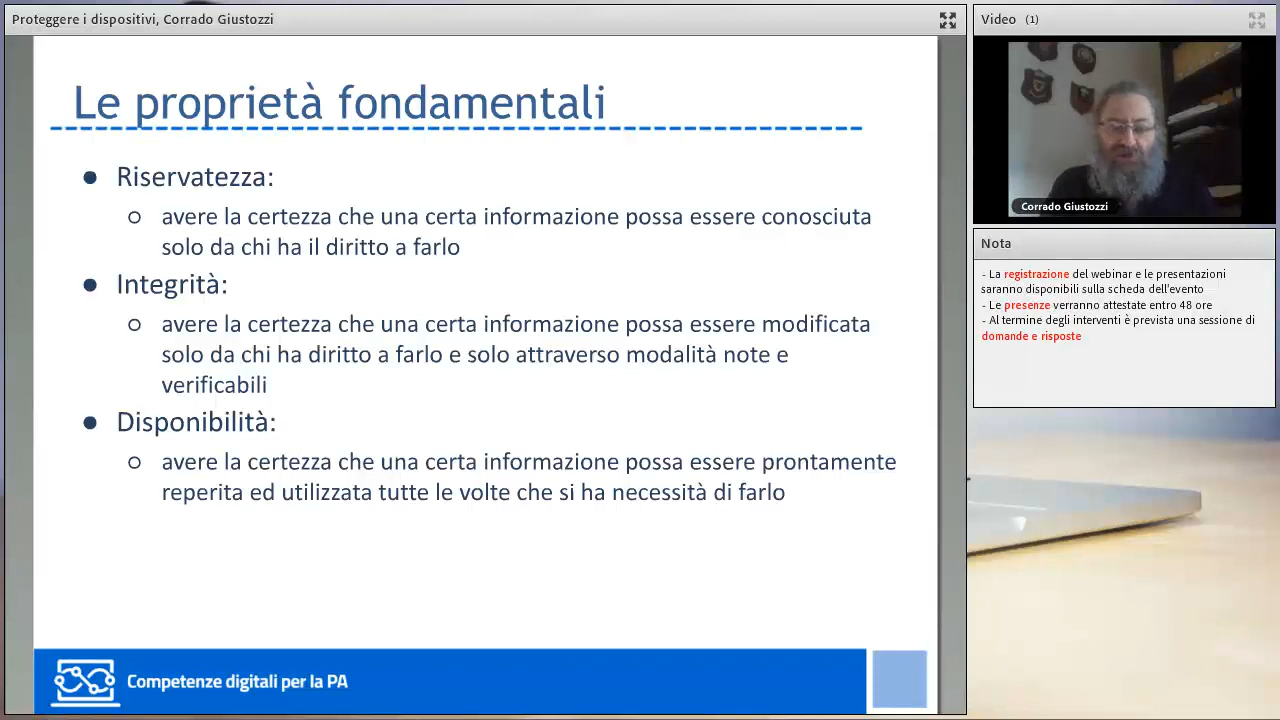 Proteggere i dispositivi, Corrado Giustozzi
Le proprietà fondamentali
● Riservatezza:
○ avere la certezza che una certa informazione possa essere conosciuta
solo da chi ha il diritto a farlo
● Integrità:
○ avere la certezza che una certa informazione possa essere modificata
solo da chi ha diritto a farlo e solo attraverso modalità note e
verificabili
● Disponibilità:
○ avere la certezza che una certa informazione possa essere prontamente
reperita ed utilizzata tutte le volte che si ha necessità di farlo
Competenze digitali per la PA
Video (1)
Corrado Giustozzi
Nota
- La registrazione del webinar e le presentazioni
saranno disponibili sulla scheda dell'evento
- Le presenze verranno attestate entro 48 ore
- Al termine degli interventi è prevista una sessione di
domande e risposte